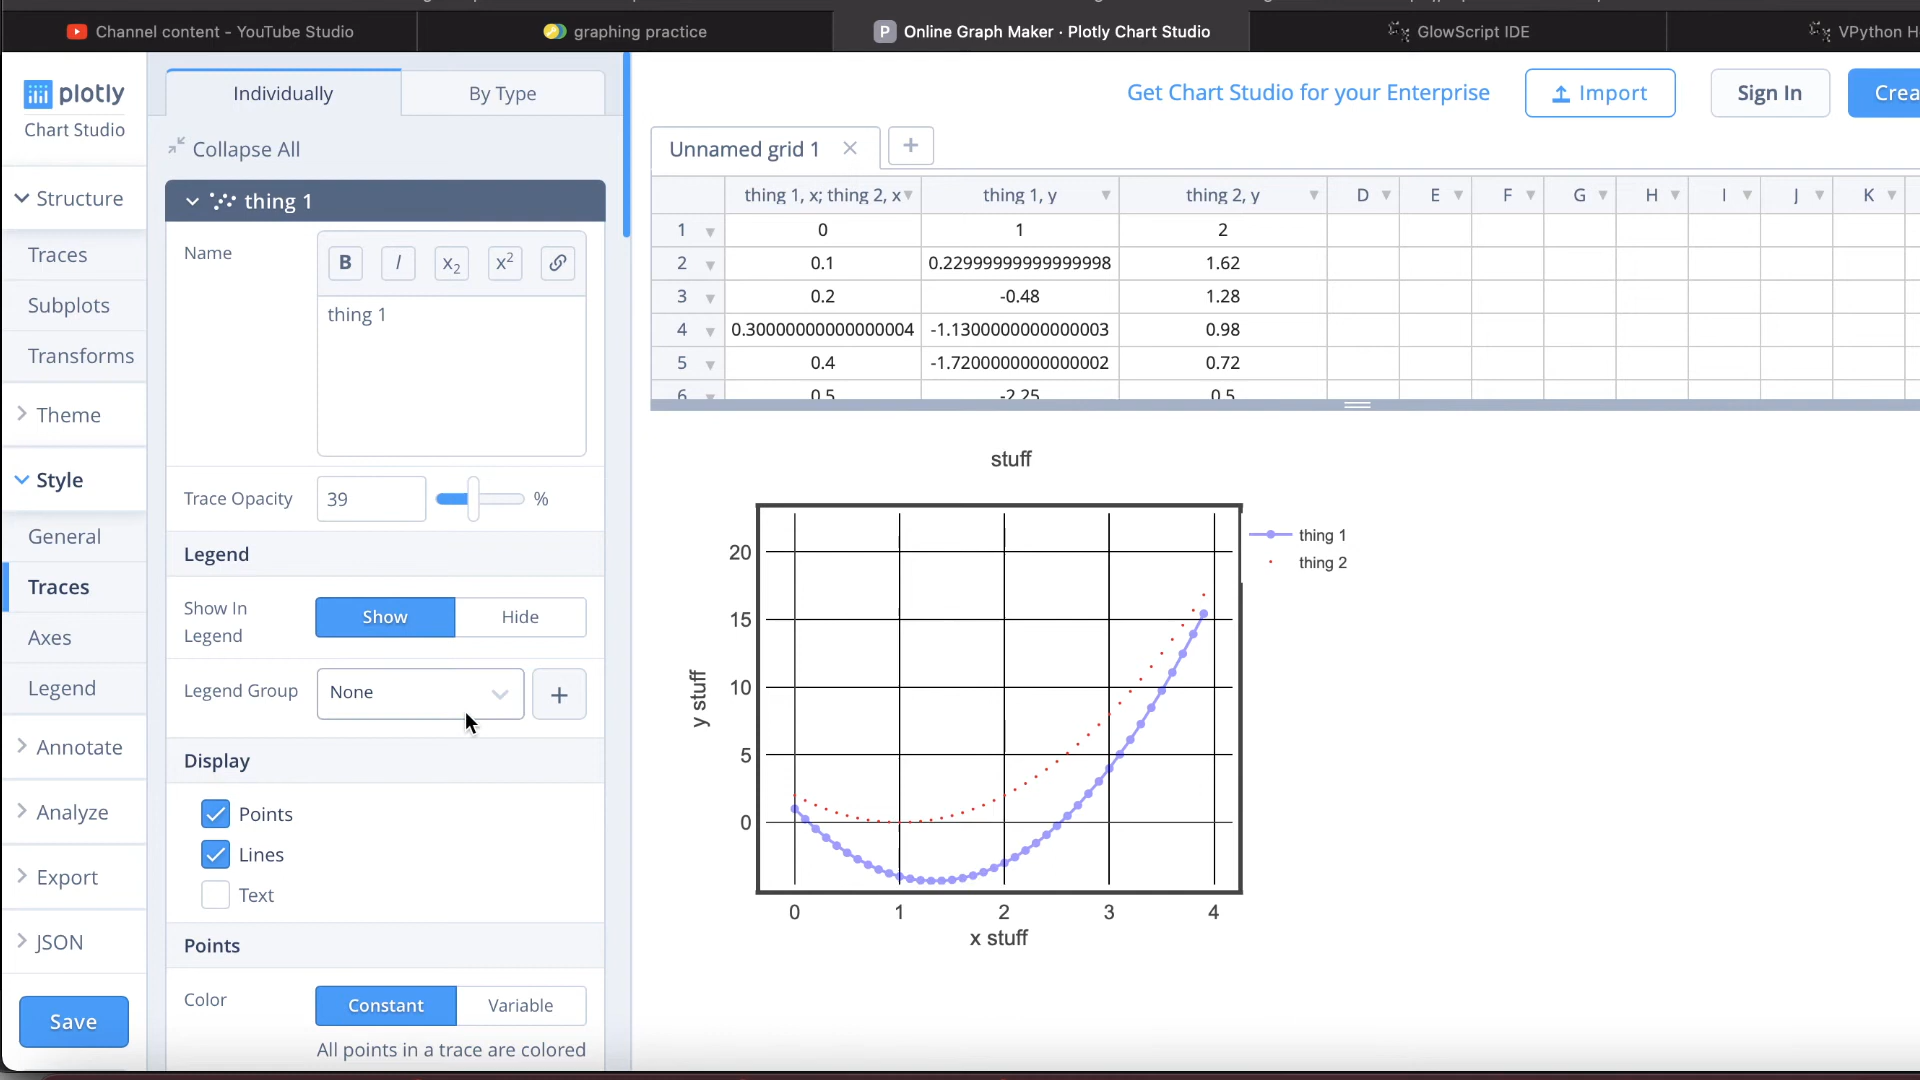 Channel content - YouTube Studio
graphing practice
P Online Graph Maker · Plotly Chart Studio
GlowScript IDE
VPython H
plotly
Chart Studio
Structure
Traces
Subplots
Transforms
Theme
Style
General
Traces
Axes
Legend
Annotate
Analyze
Export
JSON
Save
Individually
By Type
Collapse All
thing 1
Name
B I x2 x2
thing 1
Trace Opacity 39 %
Legend
Show In
Legend
Show Hide
Legend Group None +
Display
Points
Lines
Text
Points
Color Constant Variable
All points in a trace are colored
Get Chart Studio for your Enterprise
Import
Sign In
Crea
Unnamed grid 1 × +
thing 1, x; thing 2, x thing 1, y thing 2, y D E F G H I J K
1 0 1 2
2 0.1 0.22999999999999998 1.62
3 0.2 -0.48 1.28
4 0.30000000000000004 -1.1300000000000003 0.98
5 0.4 -1.7200000000000002 0.72
6 0.5 -2.25 0.5
stuff
20
15
10
5
0
y stuff
0 1 2 3 4
x stuff
thing 1
thing 2